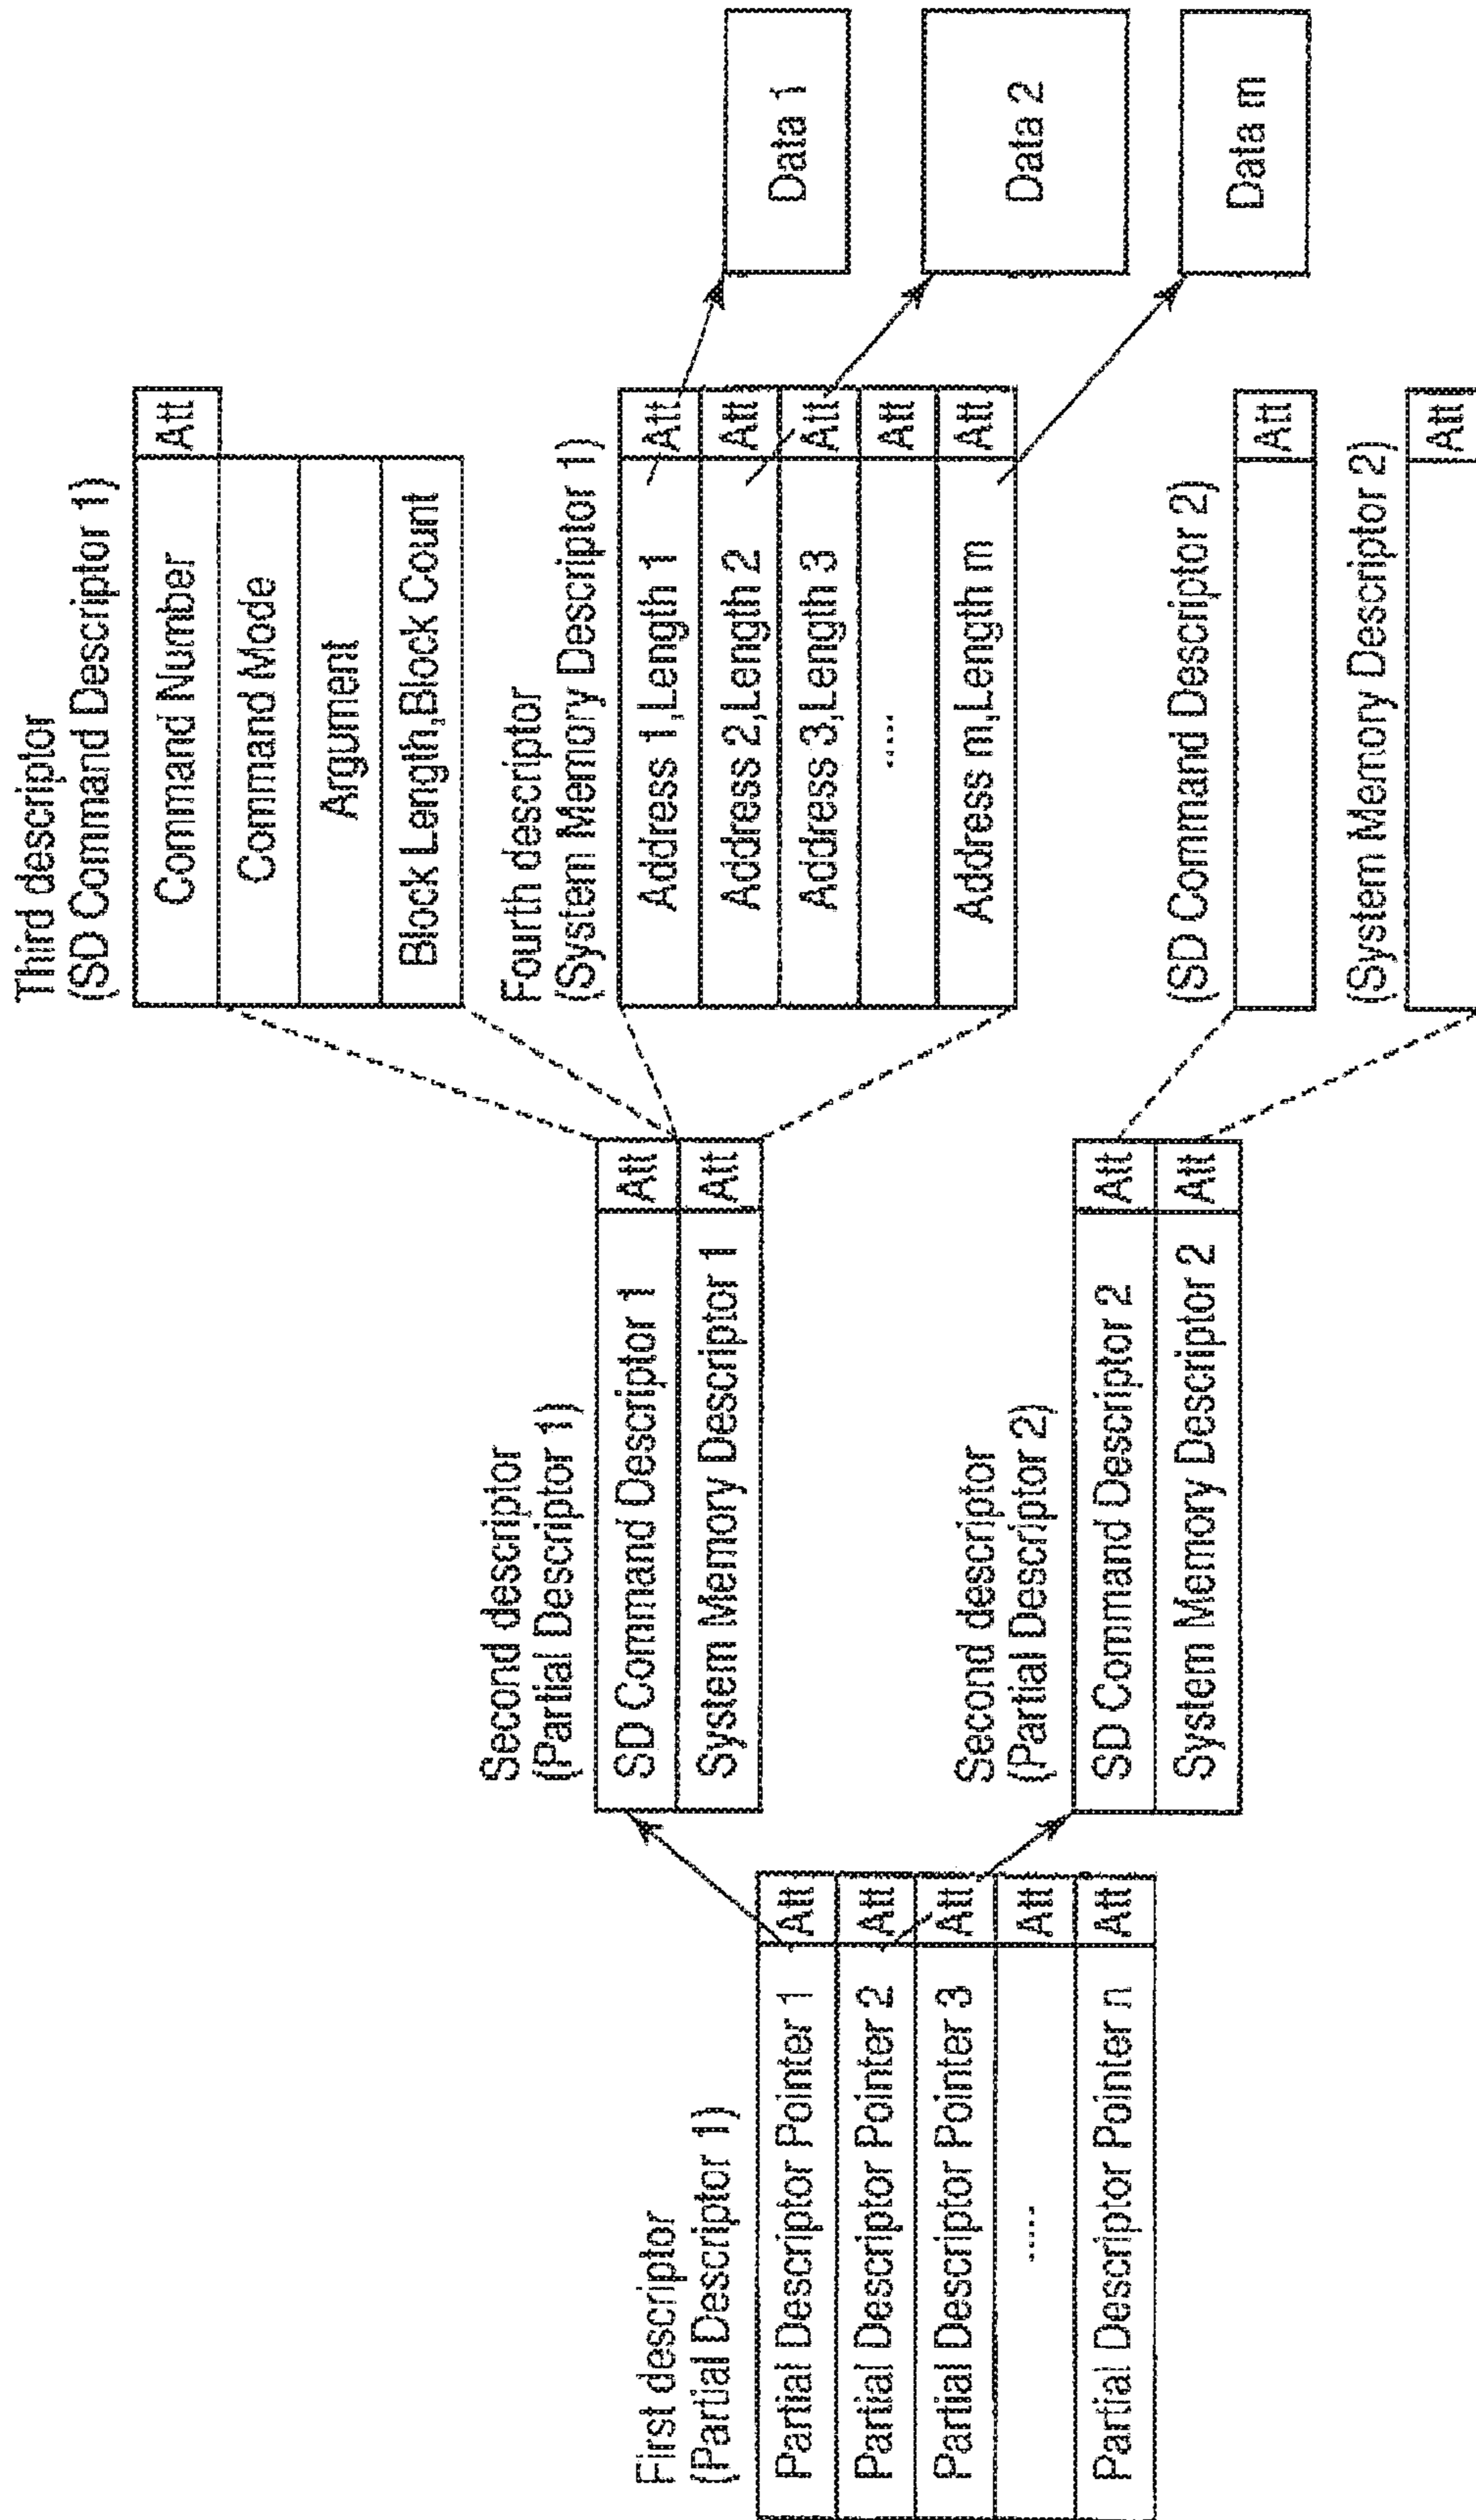 First descriptor
(Partial Descriptor 1)
Partial Descriptor Pointer 1 Att
Partial Descriptor Pointer 2 Att
Partial Descriptor Pointer 3 Att
..... Att
Partial Descriptor Pointer n Att
Second descriptor
(Partial Descriptor 1)
SD Command Descriptor 1 Att
System Memory Descriptor 1 Att
Second descriptor
(Partial Descriptor 2)
SD Command Descriptor 2 Att
System Memory Descriptor 2 Att
Third descriptor
(SD Command Descriptor 1)
Command Number Att
Command Mode
Argument
Block Length,Block Count
Fourth descriptor
(System Memory Descriptor 1)
Address 1,Length 1 Att
Address 2,Length 2 Att
Address 3,Length 3 Att
..... Att
Address m,Length m Att
(SD Command Descriptor 2)
Att
(System Memory Descriptor 2)
Att
Data 1
Data 2
Data m